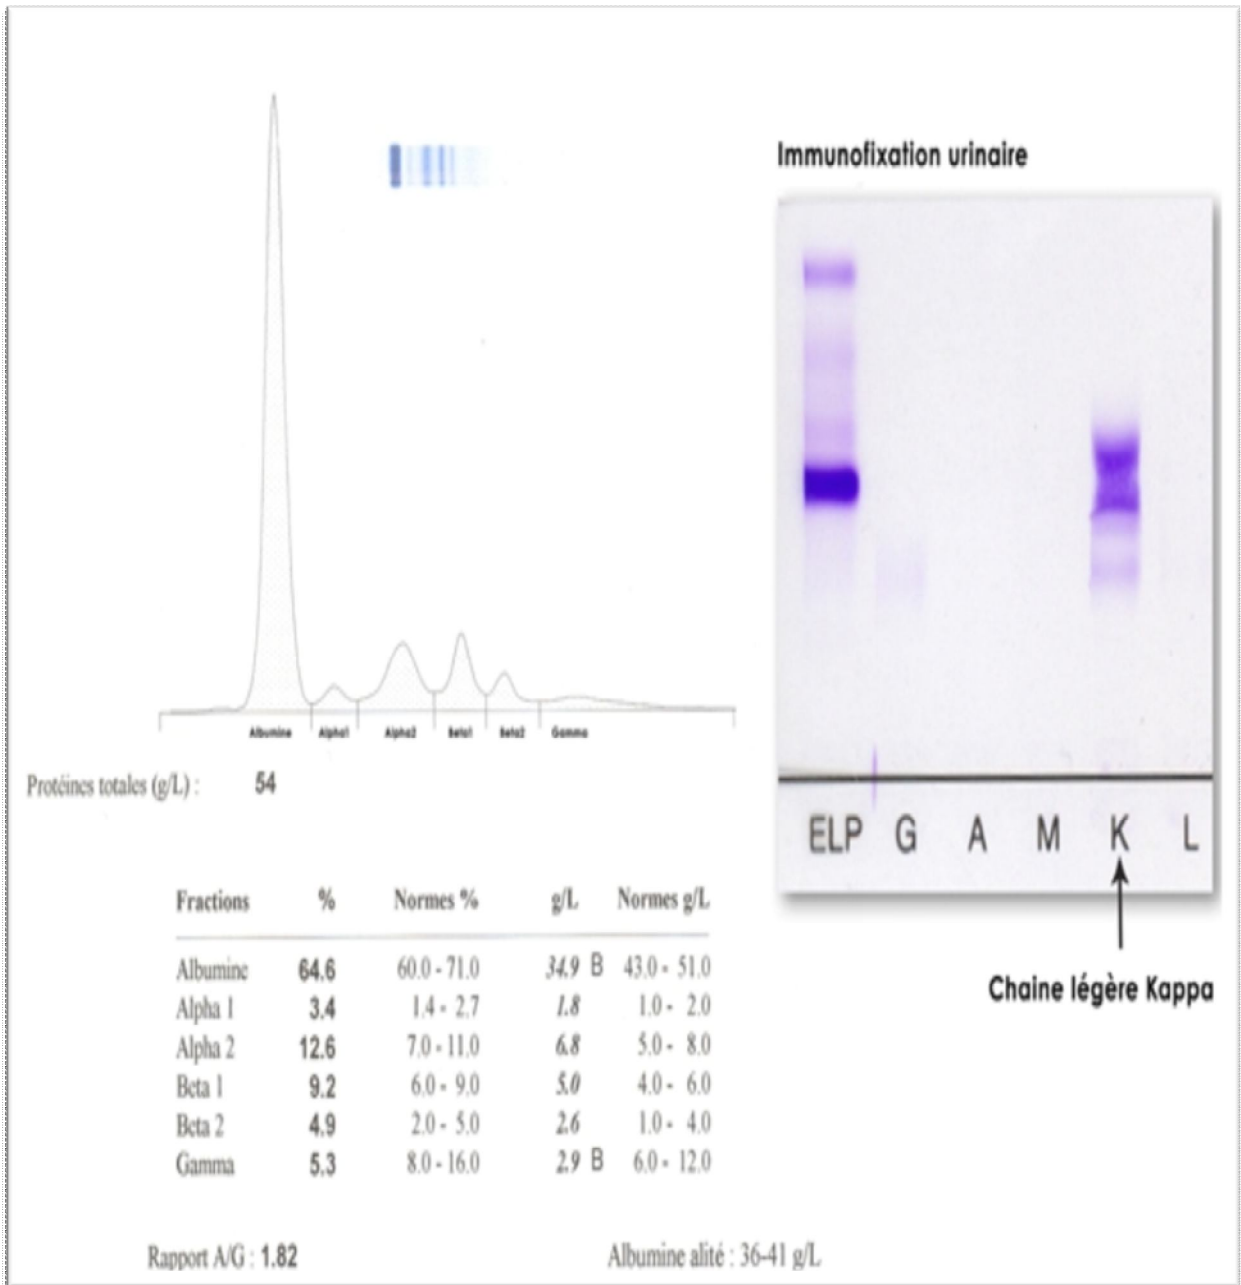 Immunofixation urinaire
Albumine Alpha1 Alpha2 Beta1 Beta2 Gamma
Protéines totales (g/L) : 54
ELP G A M K L
Chaine légère Kappa
Fractions % Normes % g/L Normes g/L
Albumine 64.6 60.0 - 71.0 34.9 B 43.0 - 51.0
Alpha 1 3.4 1.4 - 2.7 1.8 1.0 - 2.0
Alpha 2 12.6 7.0 - 11.0 6.8 5.0 - 8.0
Beta 1 9.2 6.0 - 9.0 5.0 4.0 - 6.0
Beta 2 4.9 2.0 - 5.0 2.6 1.0 - 4.0
Gamma 5.3 8.0 - 16.0 2.9 B 6.0 - 12.0
Rapport A/G : 1.82 Albumine alité : 36-41 g/L